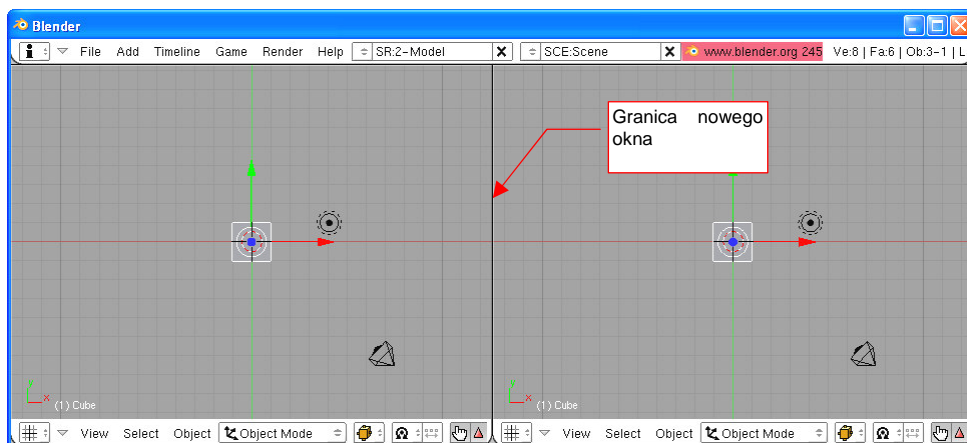 Blender
File Add Timeline Game Render Help SR:2-Model X SCE:Scene X www.blender.org 245 Ve:8 | Fa:6 | Ob:3-1 | L
Granica nowego
okna
y
x
(1) Cube
y
x
(1) Cube
View Select Object Object Mode
View Select Object Object Mode